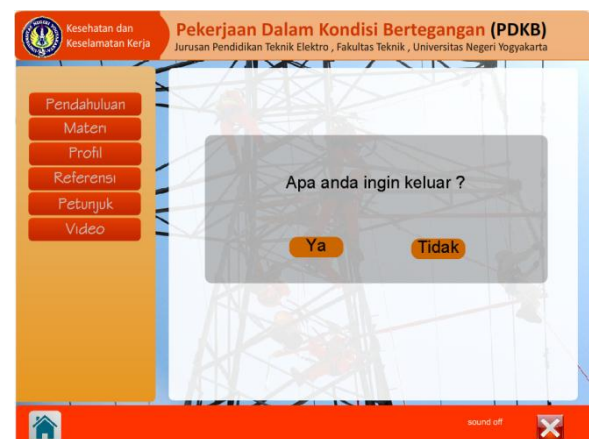 Kesehatan dan
Keselamatan Kerja
Pekerjaan Dalam Kondisi Bertegangan (PDKB)
Jurusan Pendidikan Teknik Elektro , Fakultas Teknik , Universitas Negeri Yogyakarta
Pendahuluan
Materi
Profil
Referensi
Petunjuk
Video
Apa anda ingin keluar ?
Ya
Tidak
sound off